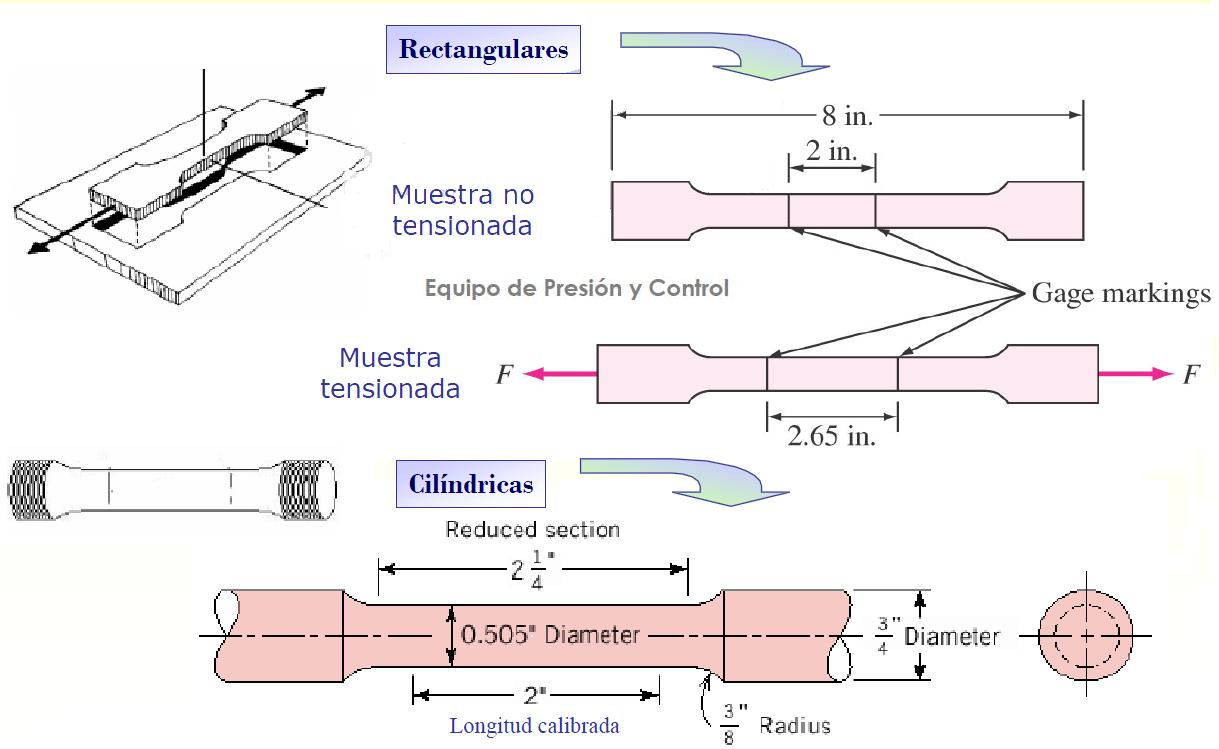 Rectangulares
8 in.
2 in.
Muestra no
tensionada
Equipo de Presión y Control
Gage markings
Muestra
tensionada
F
F
2.65 in.
Cilíndricas
Reduced section
2 1/4"
0.505" Diameter
3/4" Diameter
2"
Longitud calibrada
3/8" Radius